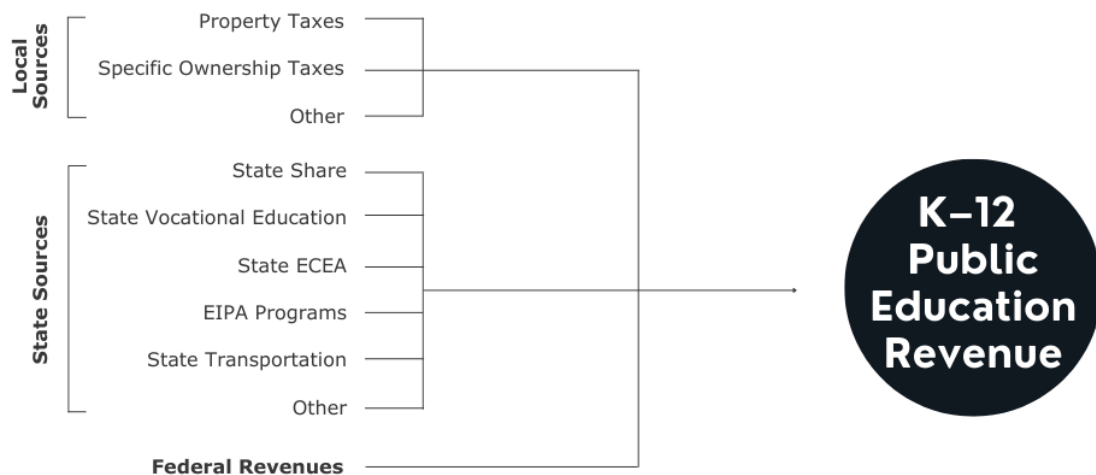 Local
Sources
Property Taxes
Specific Ownership Taxes
Other
State Sources
State Share
State Vocational Education
State ECEA
EIPA Programs
State Transportation
Other
Federal Revenues
K–12
Public
Education
Revenue